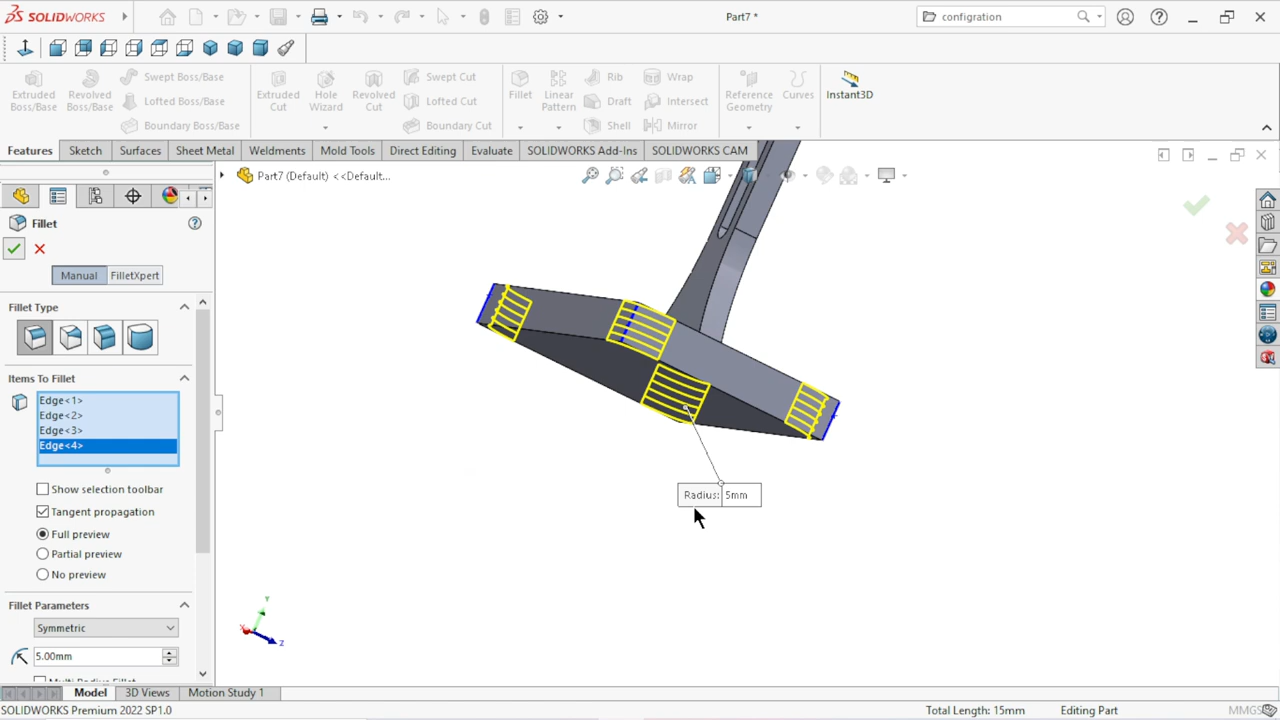 SOLIDWORKS
Part7 *
configration
Extruded Boss/Base
Revolved Boss/Base
Swept Boss/Base
Lofted Boss/Base
Boundary Boss/Base
Extruded Cut
Hole Wizard
Revolved Cut
Swept Cut
Lofted Cut
Boundary Cut
Fillet
Linear Pattern
Rib
Draft
Shell
Wrap
Intersect
Mirror
Reference Geometry
Curves
Instant3D
Features
Sketch
Surfaces
Sheet Metal
Weldments
Mold Tools
Direct Editing
Evaluate
SOLIDWORKS Add-Ins
SOLIDWORKS CAM
Part7 (Default) <<Default...
Fillet
Manual
FilletXpert
Fillet Type
Items To Fillet
Edge<1>
Edge<2>
Edge<3>
Edge<4>
Show selection toolbar
Tangent propagation
Full preview
Partial preview
No preview
Fillet Parameters
Symmetric
5.00mm
Radius: 5mm
Y
X
Z
Model
3D Views
Motion Study 1
SOLIDWORKS Premium 2022 SP1.0
Total Length: 15mm
Editing Part